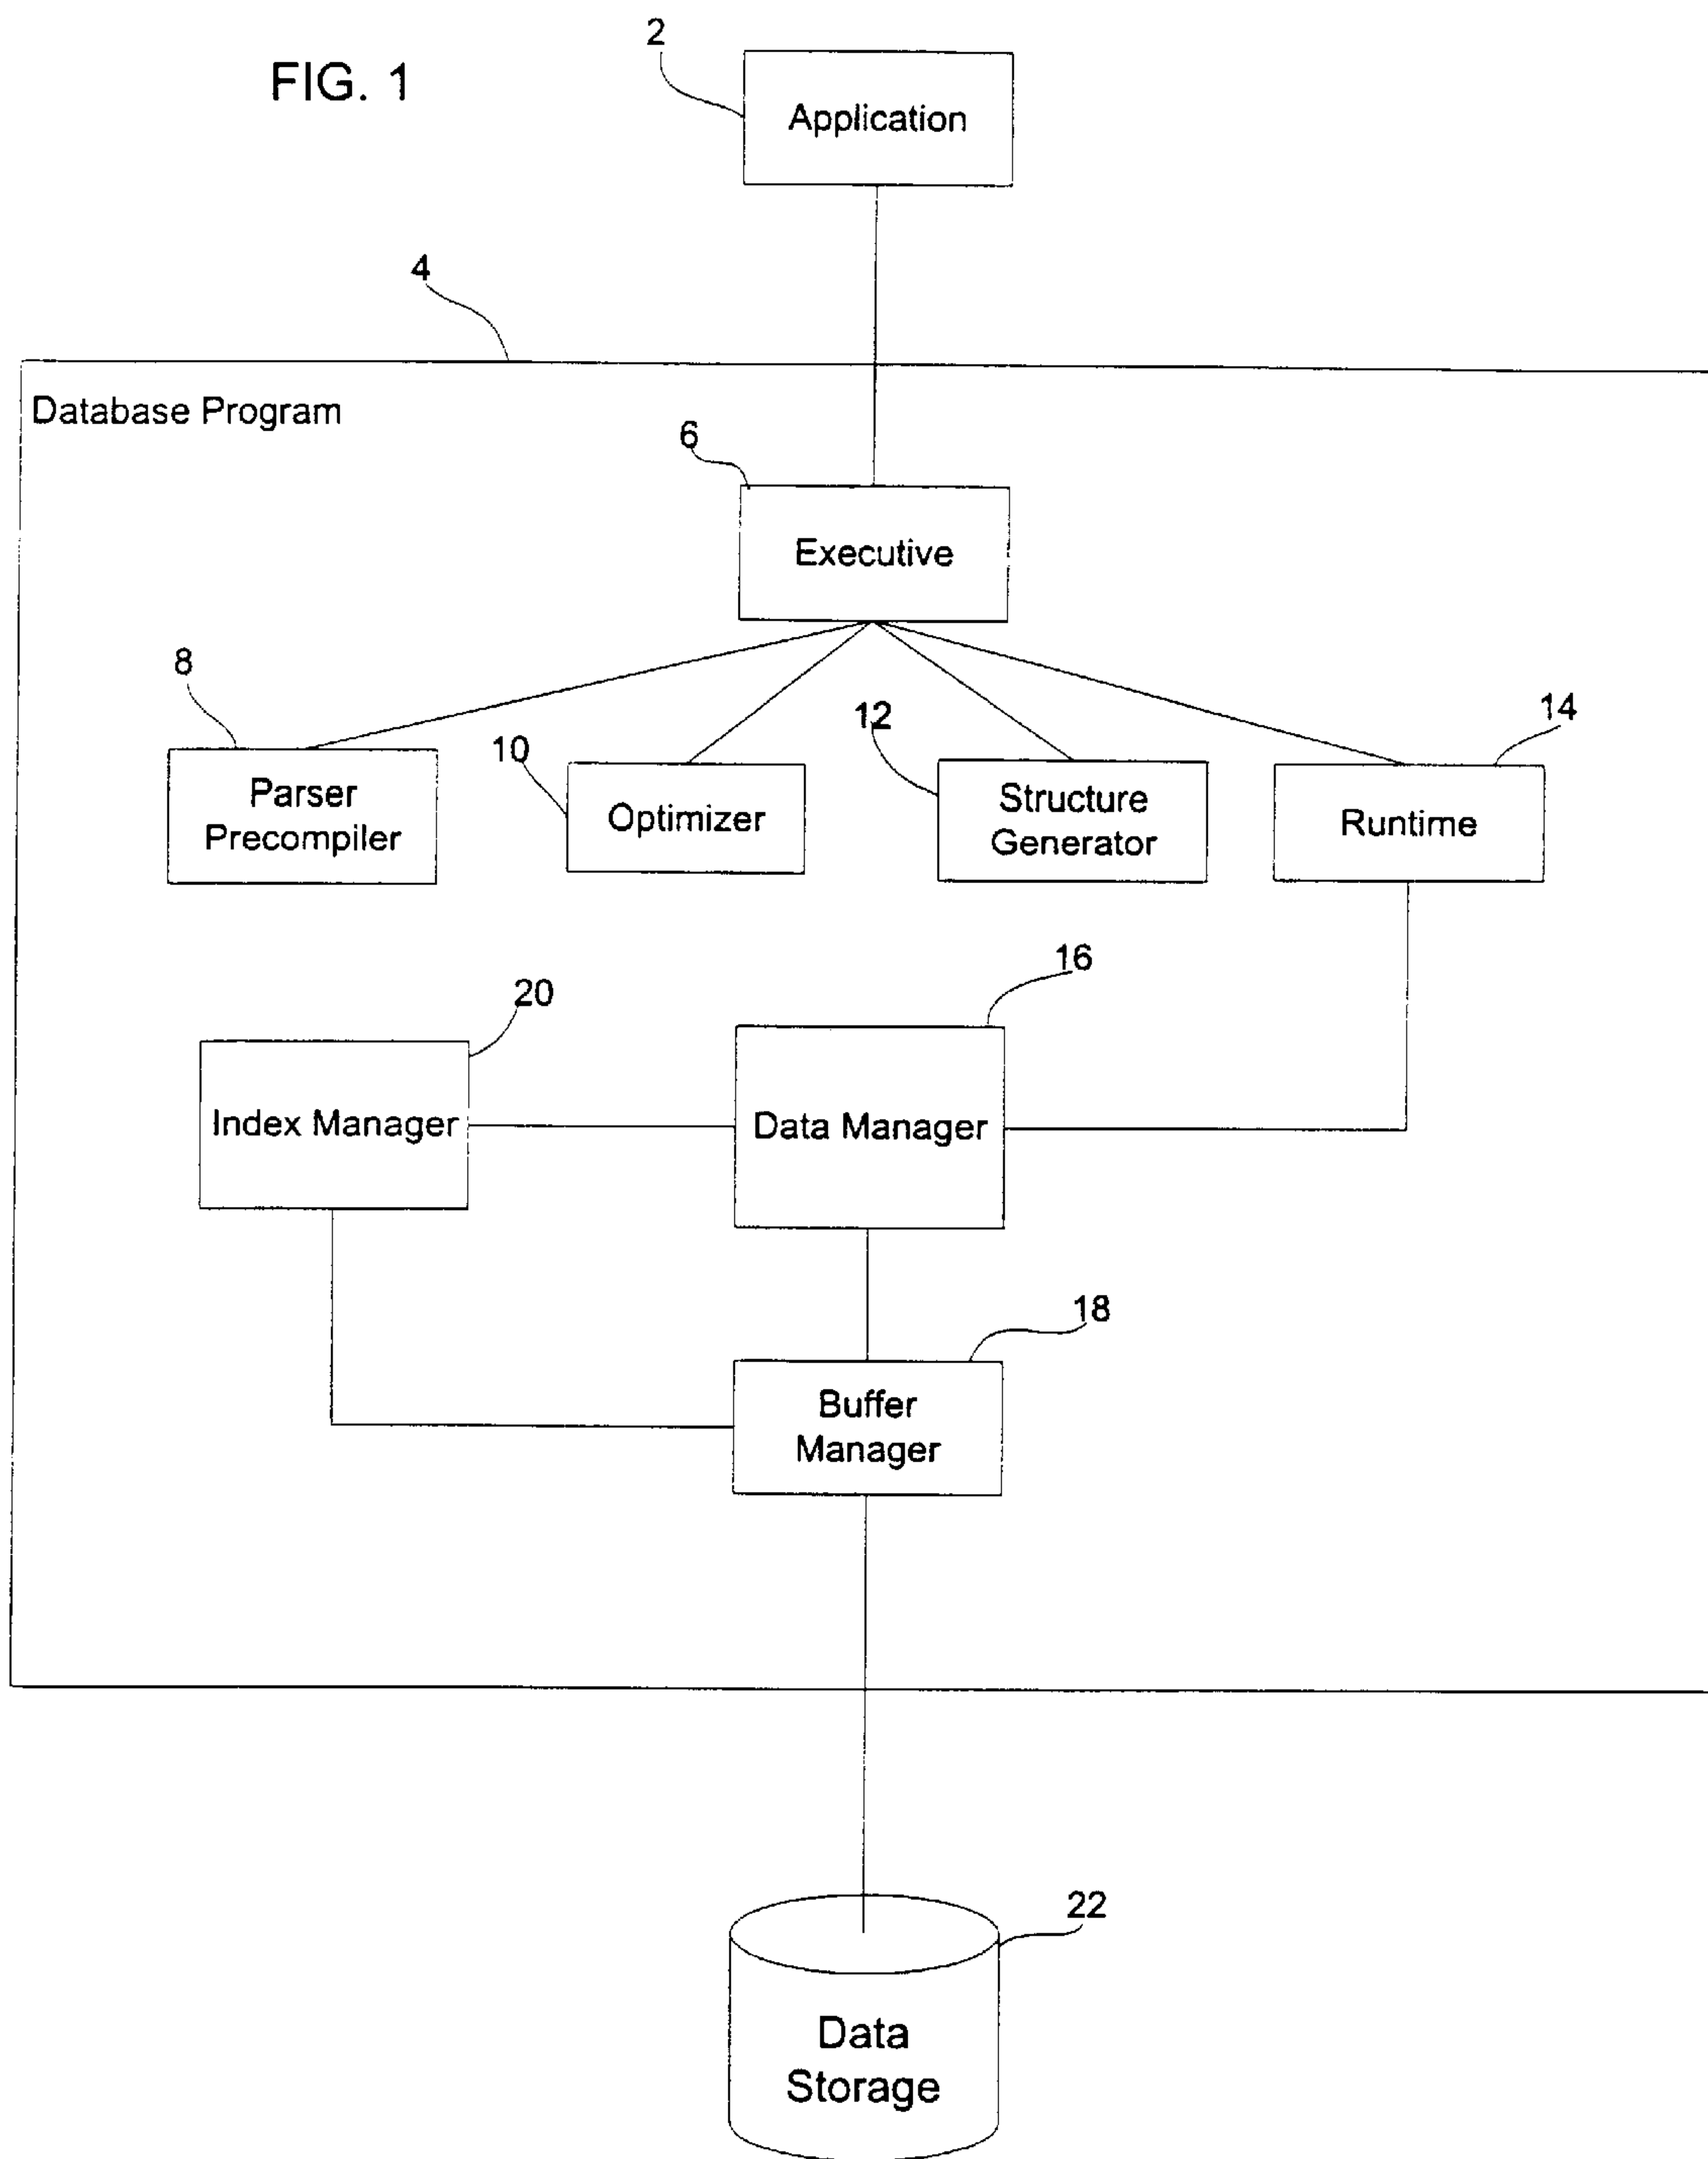 FIG. 1
2
Application
4
Database Program
6
Executive
8
Parser
Precompiler
10
Optimizer
12
Structure
Generator
14
Runtime
20
Index Manager
16
Data Manager
18
Buffer
Manager
22
Data
Storage